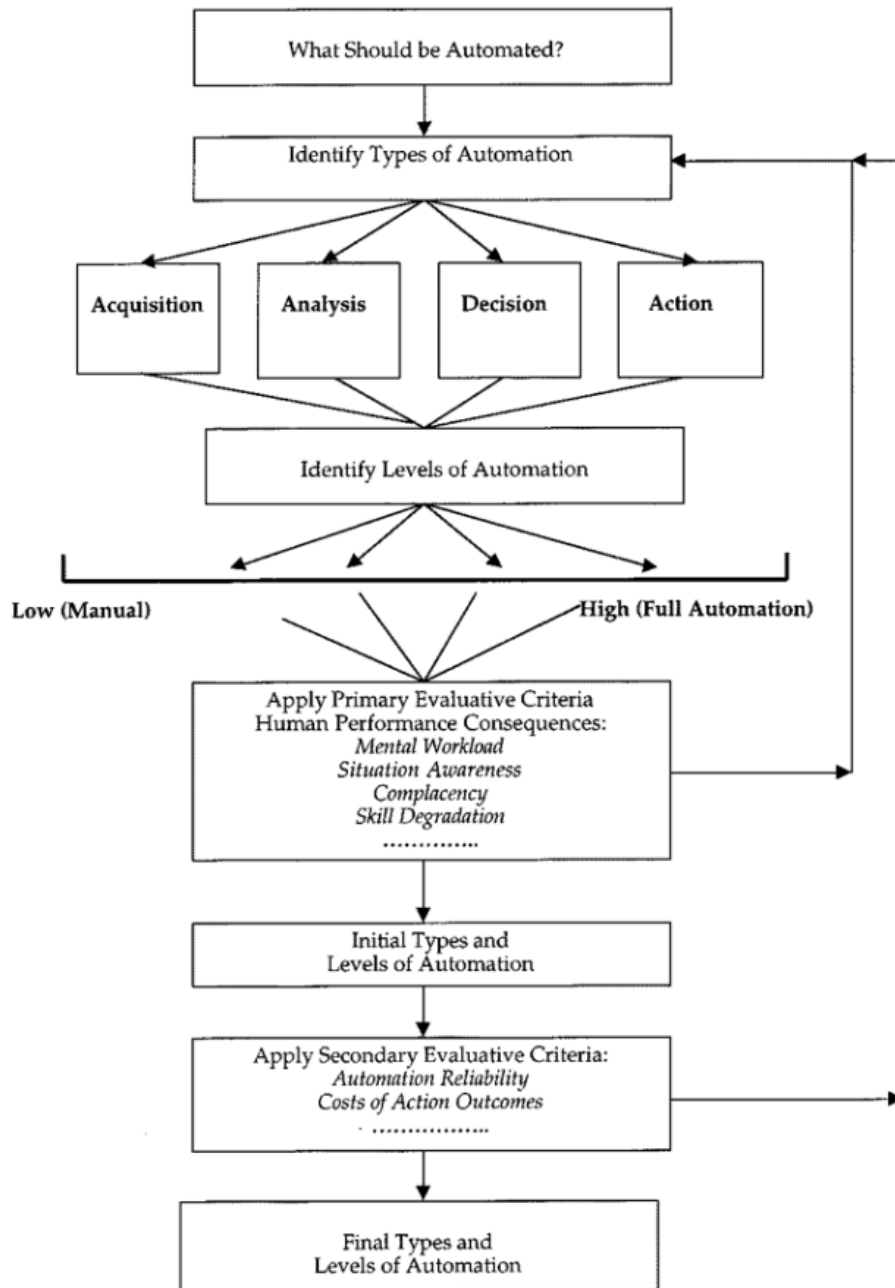 What Should be Automated?
Identify Types of Automation
Acquisition
Analysis
Decision
Action
Identify Levels of Automation
Low (Manual)
High (Full Automation)
Apply Primary Evaluative Criteria
Human Performance Consequences:
Mental Workload
Situation Awareness
Complacency
Skill Degradation
..............
Initial Types and
Levels of Automation
Apply Secondary Evaluative Criteria:
Automation Reliability
Costs of Action Outcomes
.................
Final Types and
Levels of Automation